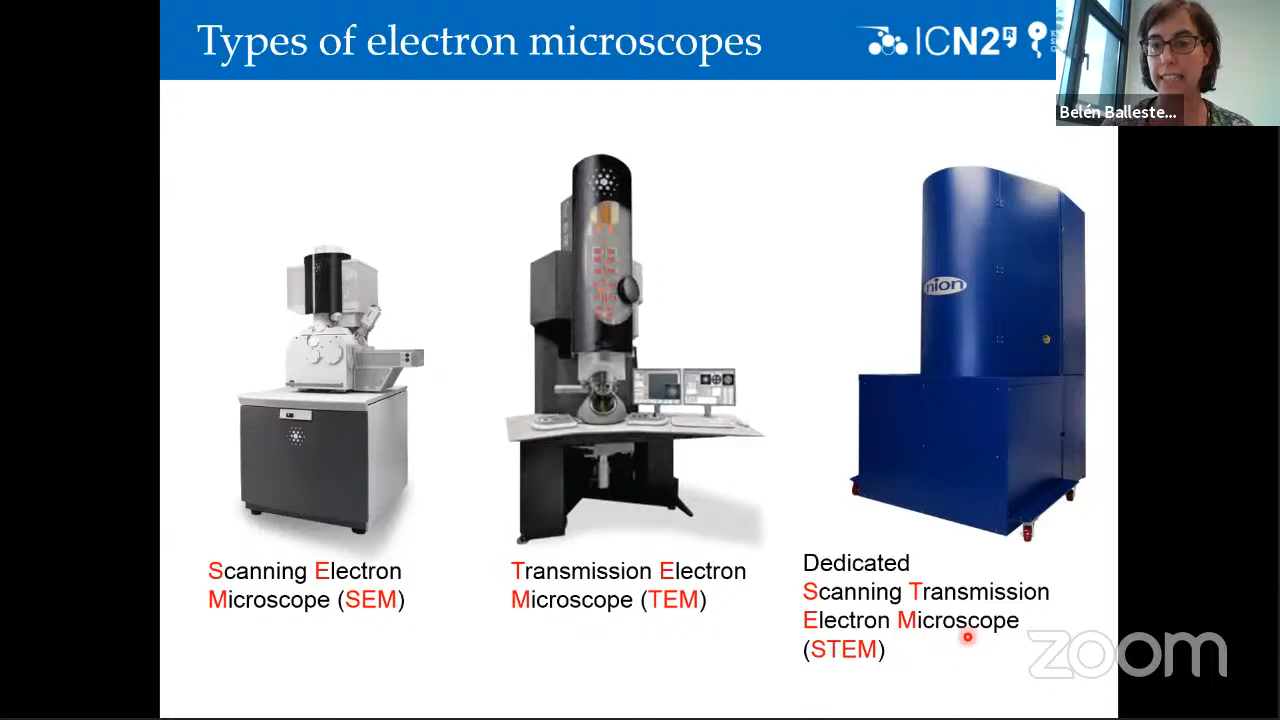 Types of electron microscopes
ICN2
Belén Balleste...
nion
Scanning Electron
Microscope (SEM)
Transmission Electron
Microscope (TEM)
Dedicated
Scanning Transmission
Electron Microscope
(STEM)
zoom